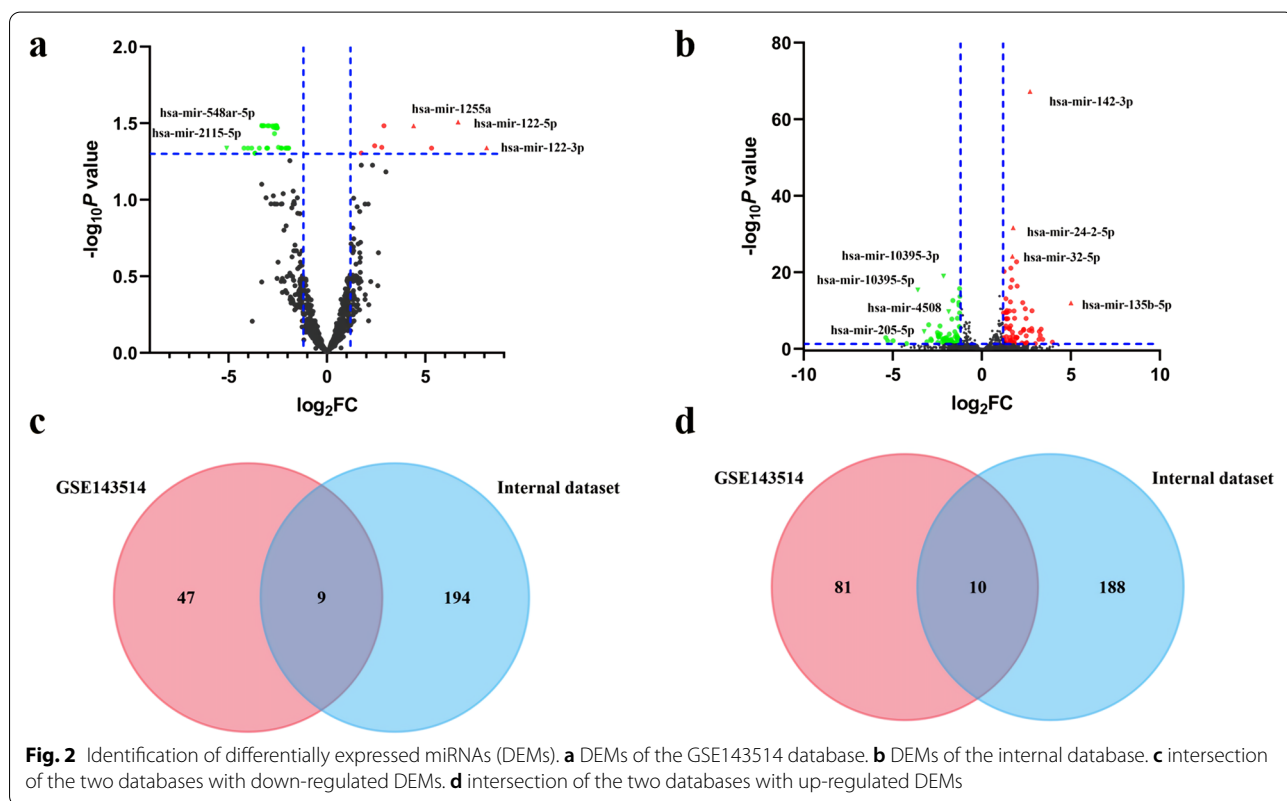 a
2.0
1.5
1.0
0.5
0.0
-log10P value
-5
0
5
log2FC
hsa-mir-548ar-5p
hsa-mir-2115-5p
hsa-mir-1255a
hsa-mir-122-5p
hsa-mir-122-3p
b
80
60
40
20
0
-log10P value
-10
-5
0
5
10
log2FC
hsa-mir-142-3p
hsa-mir-24-2-5p
hsa-mir-32-5p
hsa-mir-135b-5p
hsa-mir-10395-3p
hsa-mir-10395-5p
hsa-mir-4508
hsa-mir-205-5p
c
GSE143514
Internal dataset
47
9
194
d
GSE143514
Internal dataset
81
10
188
Fig. 2 Identification of differentially expressed miRNAs (DEMs). a DEMs of the GSE143514 database. b DEMs of the internal database. c intersection
of the two databases with down-regulated DEMs. d intersection of the two databases with up-regulated DEMs